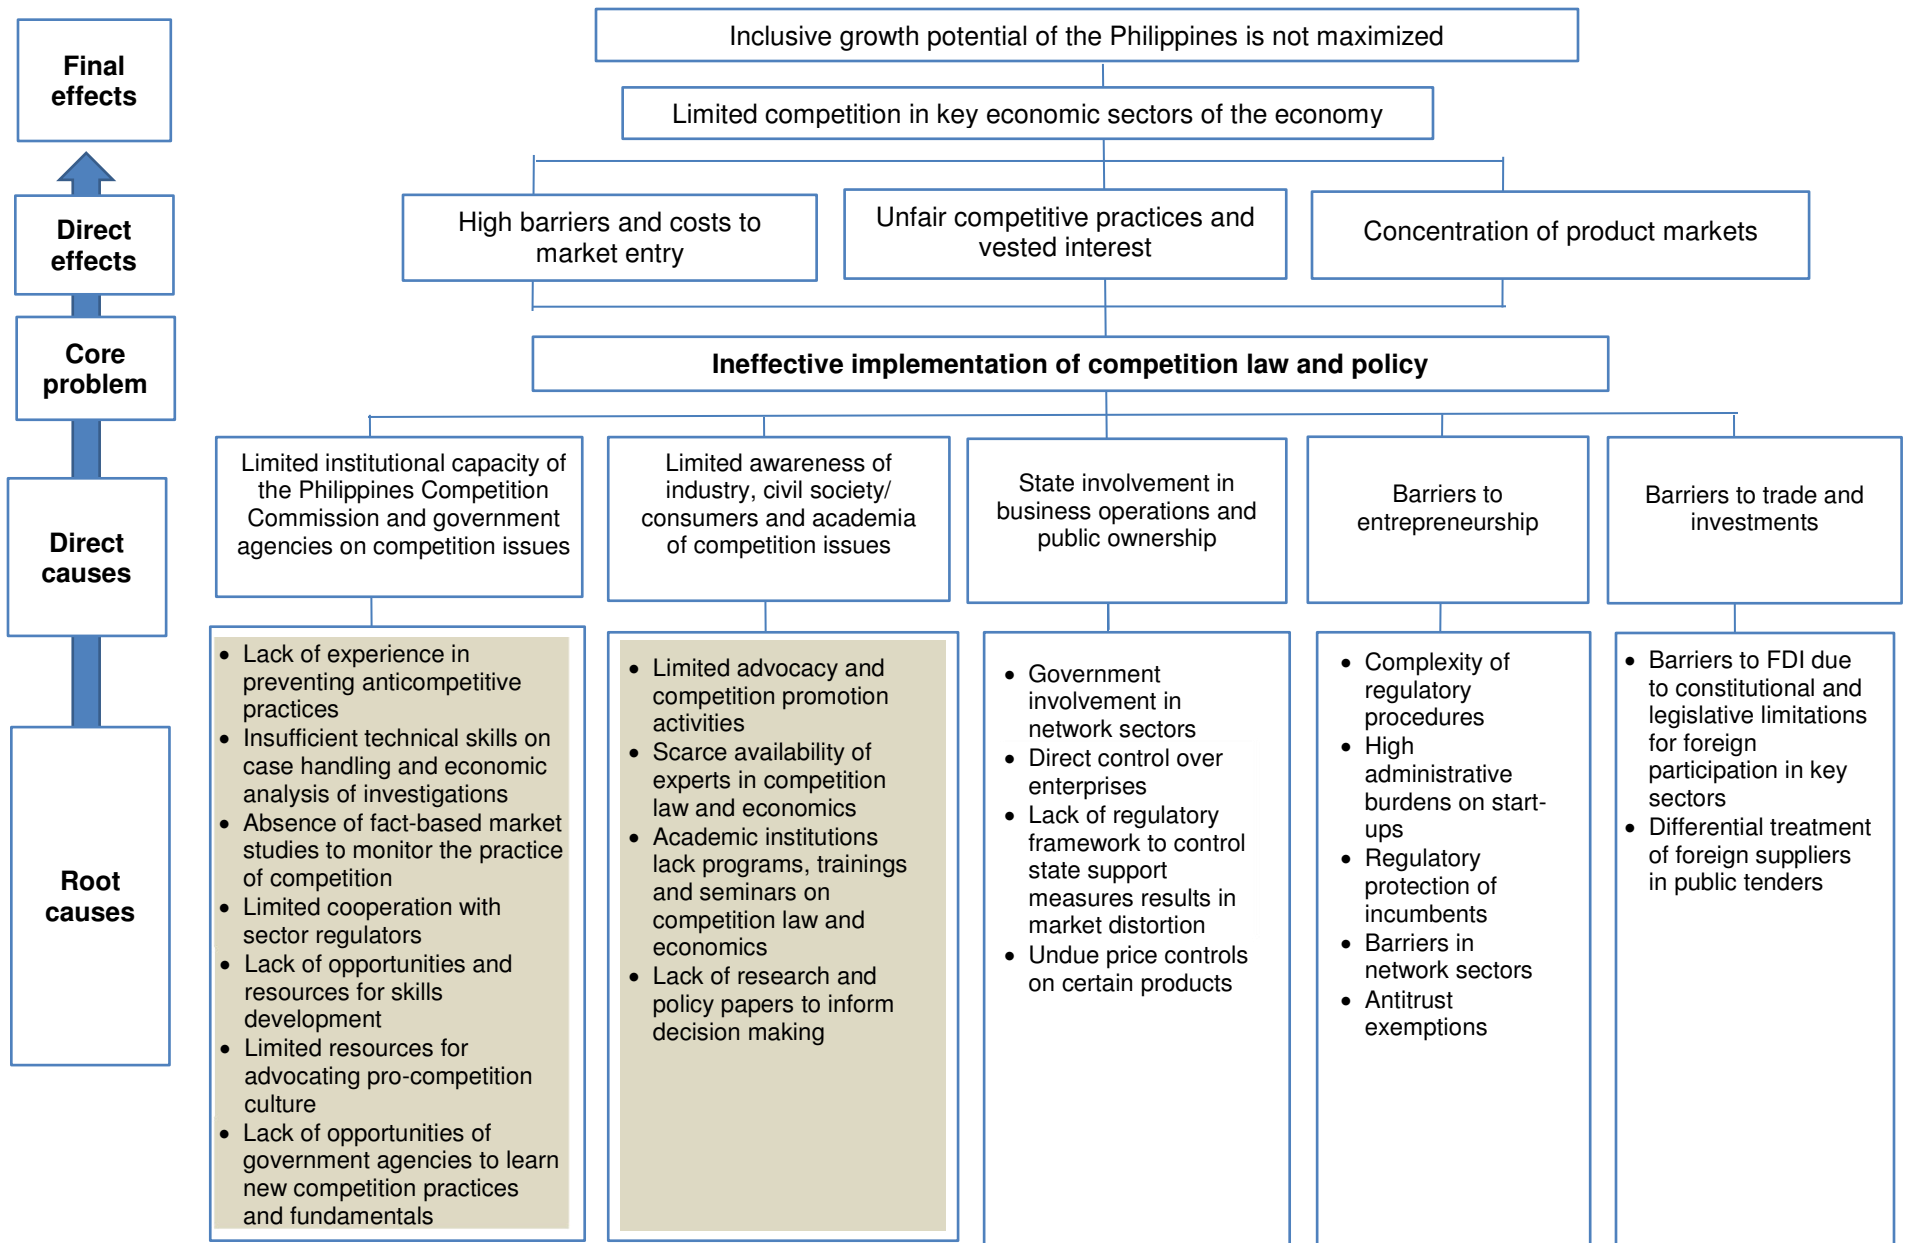 Final
effects
Inclusive growth potential of the Philippines is not maximized
Limited competition in key economic sectors of the economy
Direct
effects
High barriers and costs to
market entry
Unfair competitive practices and
vested interest
Concentration of product markets
Core
problem
Ineffective implementation of competition law and policy
Direct
causes
Limited institutional capacity of
the Philippines Competition
Commission and government
agencies on competition issues
Limited awareness of
industry, civil society/
consumers and academia
of competition issues
State involvement in
business operations and
public ownership
Barriers to
entrepreneurship
Barriers to trade and
investments
Root
causes
• Lack of experience in
preventing anticompetitive
practices
• Insufficient technical skills on
case handling and economic
analysis of investigations
• Absence of fact-based market
studies to monitor the practice
of competition
• Limited cooperation with
sector regulators
• Lack of opportunities and
resources for skills
development
• Limited resources for
advocating pro-competition
culture
• Lack of opportunities of
government agencies to learn
new competition practices
and fundamentals
• Limited advocacy and
competition promotion
activities
• Scarce availability of
experts in competition
law and economics
• Academic institutions
lack programs, trainings
and seminars on
competition law and
economics
• Lack of research and
policy papers to inform
decision making
• Government
involvement in
network sectors
• Direct control over
enterprises
• Lack of regulatory
framework to control
state support
measures results in
market distortion
• Undue price controls
on certain products
• Complexity of
regulatory
procedures
• High
administrative
burdens on start-
ups
• Regulatory
protection of
incumbents
• Barriers in
network sectors
• Antitrust
exemptions
• Barriers to FDI due
to constitutional and
legislative limitations
for foreign
participation in key
sectors
• Differential treatment
of foreign suppliers
in public tenders